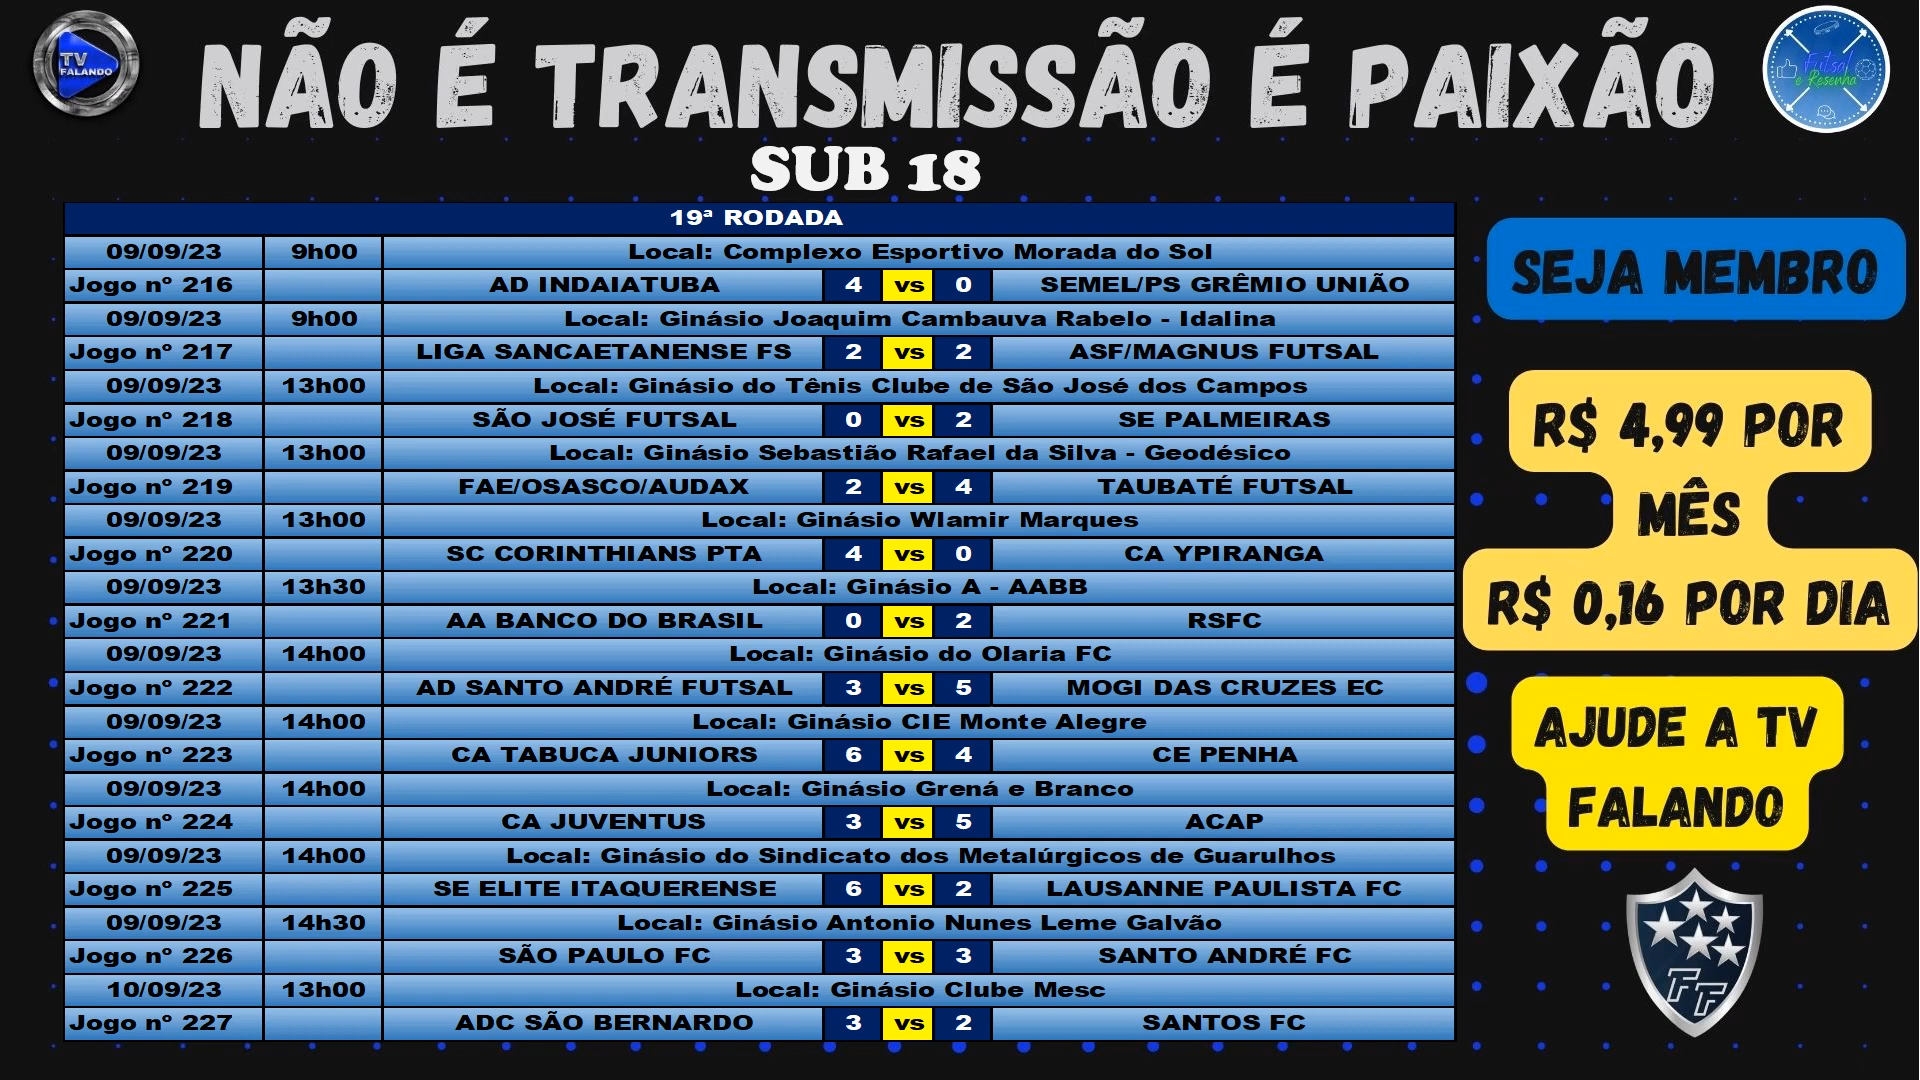 TV
FALANDO
NÃO É TRANSMISSÃO É PAIXÃO
Futsal
e Resenha
SUB 18
19ª RODADA
09/09/23 9h00 Local: Complexo Esportivo Morada do Sol
Jogo nº 216 AD INDAIATUBA 4 vs 0 SEMEL/PS GRÊMIO UNIÃO
09/09/23 9h00 Local: Ginásio Joaquim Cambauva Rabelo - Idalina
Jogo nº 217 LIGA SANCAETANENSE FS 2 vs 2 ASF/MAGNUS FUTSAL
09/09/23 13h00 Local: Ginásio do Tênis Clube de São José dos Campos
Jogo nº 218 SÃO JOSÉ FUTSAL 0 vs 2 SE PALMEIRAS
09/09/23 13h00 Local: Ginásio Sebastião Rafael da Silva - Geodésico
Jogo nº 219 FAE/OSASCO/AUDAX 2 vs 4 TAUBATÉ FUTSAL
09/09/23 13h00 Local: Ginásio Wlamir Marques
Jogo nº 220 SC CORINTHIANS PTA 4 vs 0 CA YPIRANGA
09/09/23 13h30 Local: Ginásio A - AABB
Jogo nº 221 AA BANCO DO BRASIL 0 vs 2 RSFC
09/09/23 14h00 Local: Ginásio do Olaria FC
Jogo nº 222 AD SANTO ANDRÉ FUTSAL 3 vs 5 MOGI DAS CRUZES EC
09/09/23 14h00 Local: Ginásio CIE Monte Alegre
Jogo nº 223 CA TABUCA JUNIORS 6 vs 4 CE PENHA
09/09/23 14h00 Local: Ginásio Grená e Branco
Jogo nº 224 CA JUVENTUS 3 vs 5 ACAP
09/09/23 14h00 Local: Ginásio do Sindicato dos Metalúrgicos de Guarulhos
Jogo nº 225 SE ELITE ITAQUERENSE 6 vs 2 LAUSANNE PAULISTA FC
09/09/23 14h30 Local: Ginásio Antonio Nunes Leme Galvão
Jogo nº 226 SÃO PAULO FC 3 vs 3 SANTO ANDRÉ FC
10/09/23 13h00 Local: Ginásio Clube Mesc
Jogo nº 227 ADC SÃO BERNARDO 3 vs 2 SANTOS FC
SEJA MEMBRO
R$ 4,99 POR
MÊS
R$ 0,16 POR DIA
AJUDE A TV
FALANDO
FF